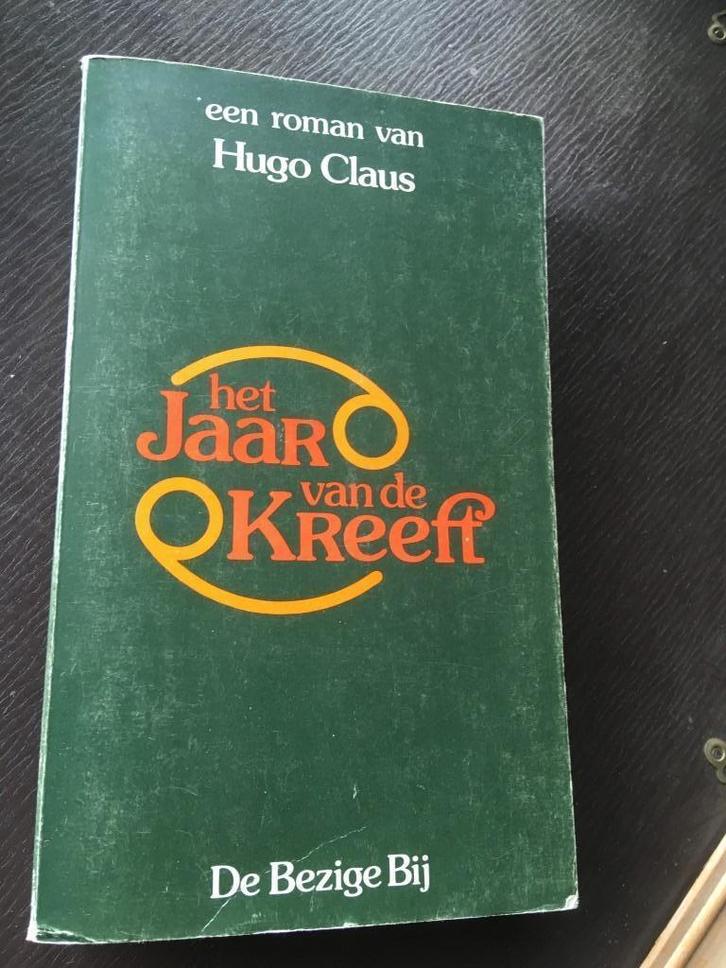 een roman van
Hugo Claus
het
Jaar
van de
Kreeft
De Bezige Bij